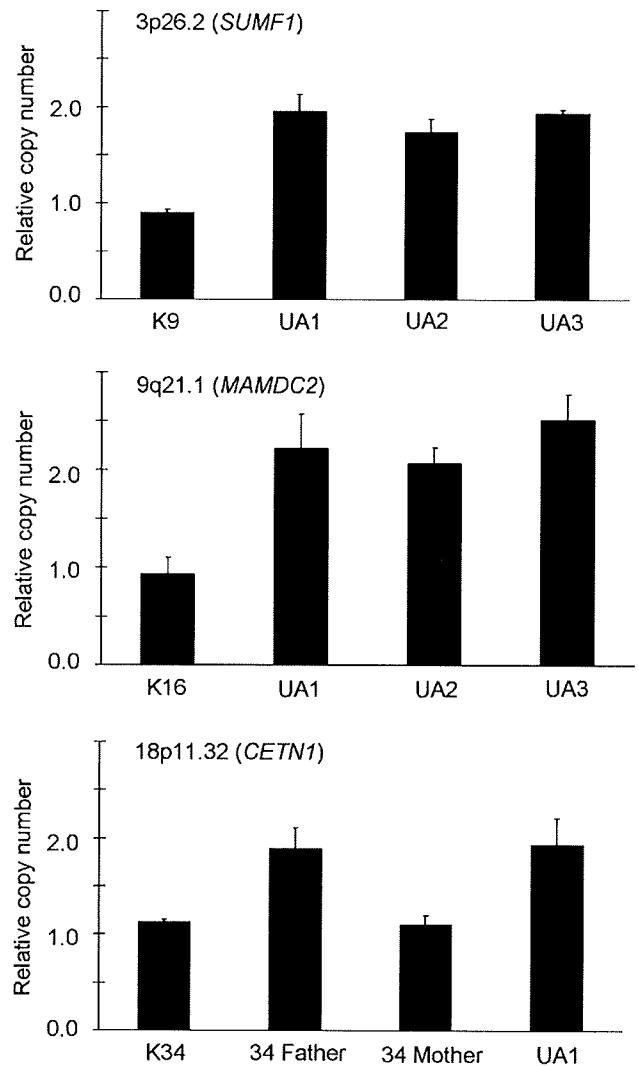 3p26.2 (SUMF1)
Relative copy number
2.0
1.0
0.0
K9 UA1 UA2 UA3
9q21.1 (MAMDC2)
Relative copy number
2.0
1.0
0.0
K16 UA1 UA2 UA3
18p11.32 (CETN1)
Relative copy number
2.0
1.0
0.0
K34 34 Father 34 Mother UA1